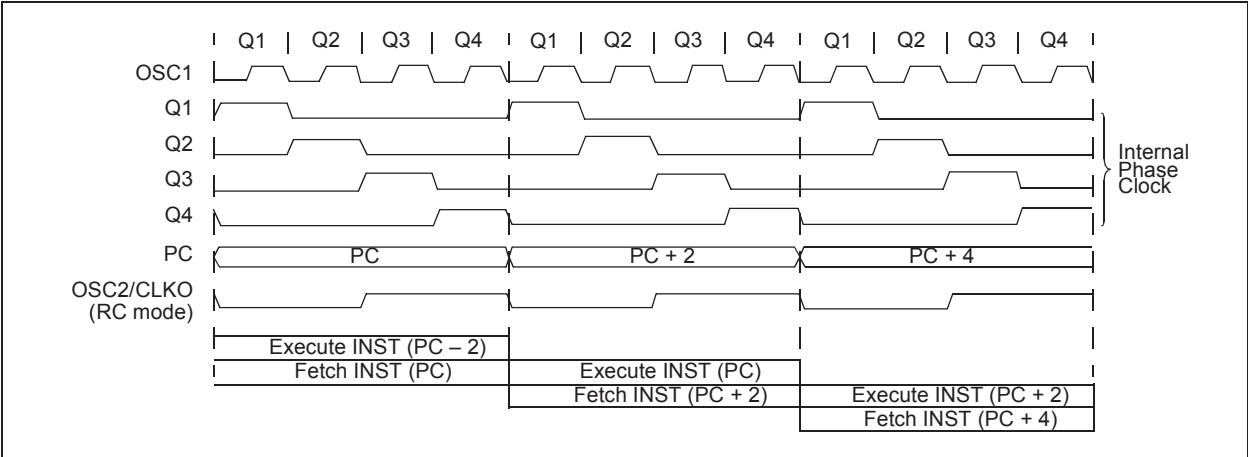 Q1 Q2 Q3 Q4 Q1 Q2 Q3 Q4 Q1 Q2 Q3 Q4
OSC1
Q1
Q2
Q3
Q4
Internal
Phase
Clock
PC PC PC + 2 PC + 4
OSC2/CLKO
(RC mode)
Execute INST (PC – 2)
Fetch INST (PC) Execute INST (PC)
Fetch INST (PC + 2) Execute INST (PC + 2)
Fetch INST (PC + 4)